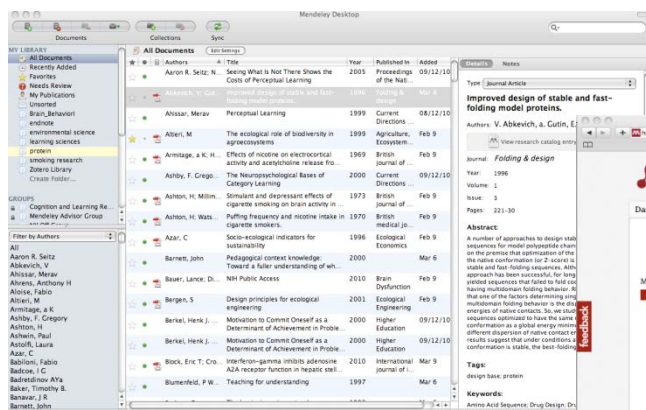 Mendeley Desktop
Documents
Collections
Sync
Q-
MY LIBRARY
All Documents
Recently Added
Favorites
Needs Review
My Publications
Unsorted
Brain_Behaviori
endnote
environmental science
learning sciences
protein
smoking research
Zotero Library
Create Folder...
GROUPS
Cognition and Learning Re...
Mendeley Advisor Group
Filter by Authors
All
Aaron R. Seitz
Abkevich, V
Ahissar, Merav
Ahrens, Anthony H
Aloise, Fabio
Altieri, M
Armitage, a K
Ashby, F. Gregory
Ashton, H
Ashwin, Paul
Astolfi, Laura
Azar, C
Babiloni, Fabio
Badcoe, I G
Badretdinov AYa
Baker, Timothy B.
Banavar, J R
Barnett, John
All Documents Edit Settings
Authors Title Year Published In Added
Aaron R. Seitz; N... Seeing What Is Not There Shows the Costs of Perceptual Learning 2005 Proceedings of the Nati... 09/12/10
Abkevich, V; Gut... Improved design of stable and fast-folding model proteins. 1996 Folding & design Mar 9
Ahissar, Merav Perceptual Learning 1999 Current Directions ... 08/12/10
Altieri, M The ecological role of biodiversity in agroecosystems 1999 Agriculture, Ecosystem... Feb 9
Armitage, a K; H... Effects of nicotine on electrocortical activity and acetylcholine release fro... 1969 British journal of ... Feb 9
Ashby, F. Grego... The Neuropsychological Bases of Category Learning 2000 Current Directions ... 09/12/10
Ashton, H; Millim... Stimulant and depressant effects of cigarette smoking on brain activity in ... 1973 British journal of ... Feb 9
Ashton, H; Wats... Puffing frequency and nicotine intake in cigarette smokers. 1970 British medical jo... Feb 9
Azar, C Socio-ecological indicators for sustainability 1996 Ecological Economics Feb 9
Barnett, John Pedagogical context knowledge: Toward a fuller understanding of wh... 2000 Mar 6
Bauer, Lance; Di... NIH Public Access 2010 Brain Dysfunction Feb 9
Bergen, S Design principles for ecological engineering 2001 Ecological Engineering Feb 9
Berkel, Henk J. ... Motivation to Commit Oneself as a Determinant of Achievement in Proble... 2000 Higher Education 09/12/10
Berkel, Henk J. ... Motivation to Commit Oneself as a Determinant of Achievement in Proble... 2000 Higher Education 09/12/10
Block, Eric T; Cro... Interferon-gamma inhibits adenosine A2A receptor function in hepatic stell... 2010 International journal of i... Mar 9
Blumenfeld, P W... Teaching for understanding 1997 Mar 6
Details Notes
Type: Journal Article
Improved design of stable and fast-folding model proteins.
Authors: V. Abkevich, a. Gutin, E.
View research catalog entry
Journal: Folding & design
Year: 1996
Volume: 1
Issue: 3
Pages: 221-30
Abstract:
A number of approaches to design stab
sequences for model polypeptide chain
on the premise that optimization of the
the native conformation (or Z-score) is
stable and fast-folding sequences. Alth
approach has been successful, for long
yielded sequences that failed to fold coo
having multidomain folding behavior. R
that one of the factors determining sing
multidomain folding behavior is the disp
energies of native contacts. So, we studi
sequences optimized to have the same e
conformation as a global energy minimu
different dispersion of native contact en
results suggest that under conditions a
conformation is stable, the best-folding
Tags:
design base, protein
Keywords:
Amino Acid Sequence; Drug Design; Dru
feedback
Da
M